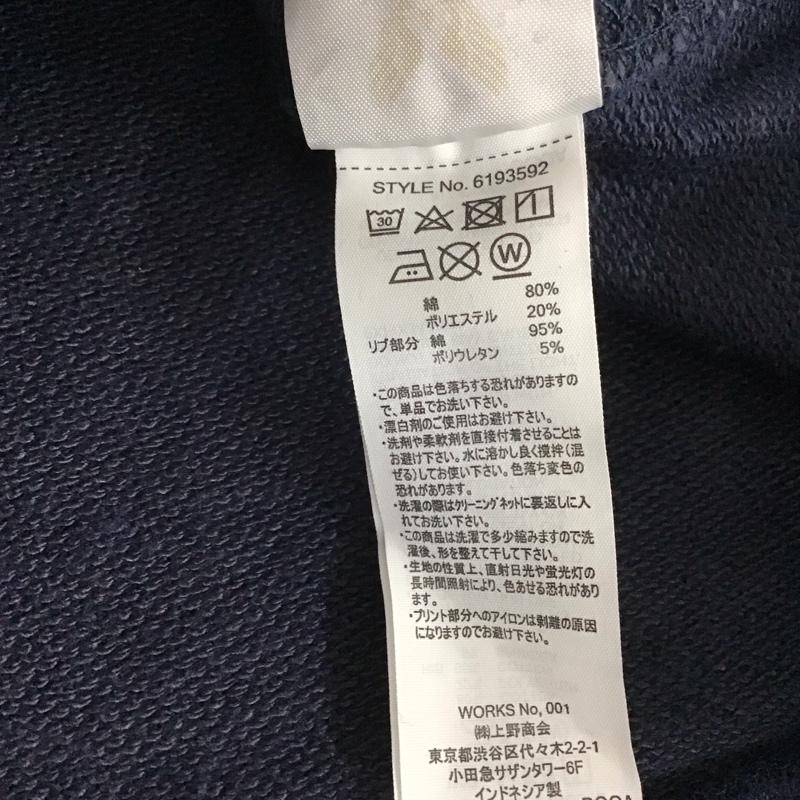 STYLE No. 6193592
30
W
綿 80%
ポリエステル 20%
リブ部分 綿 95%
ポリウレタン 5%
・この商品は色落ちする恐れがありますの
で、単品でお洗い下さい。
・漂白剤のご使用はお避け下さい。
・洗剤や柔軟剤を直接付着させることは
お避け下さい。水に溶かし良く撹拌(混
ぜる)してお使い下さい。色落ち変色の
恐れがあります。
・洗濯の際はクリーニングネットに裏返しに入
れてお洗い下さい。
・この商品は洗濯で多少縮みますので洗
濯後、形を整えて干して下さい。
・生地の性質上、直射日光や蛍光灯の
長時間照射により、色あせる恐れがあり
ます。
・プリント部分へのアイロンは剥離の原因
になりますのでお避け下さい。
WORKS No, 001
㈱上野商会
東京都渋谷区代々木2-2-1
小田急サザンタワー6F
インドネシア製